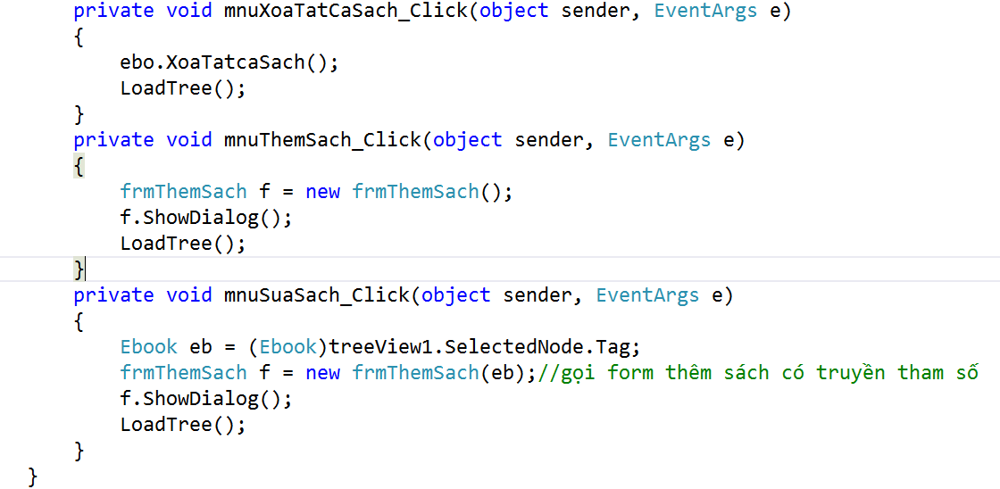 private void mnuXoaTatCaSach_Click(object sender, EventArgs e)
{
ebo.XoaTatcaSach();
LoadTree();
}
private void mnuThemSach_Click(object sender, EventArgs e)
{
frmThemSach f = new frmThemSach();
f.ShowDialog();
LoadTree();
}
private void mnuSuaSach_Click(object sender, EventArgs e)
{
Ebook eb = (Ebook)treeView1.SelectedNode.Tag;
frmThemSach f = new frmThemSach(eb);//gọi form thêm sách có truyền tham số
f.ShowDialog();
LoadTree();
}
}